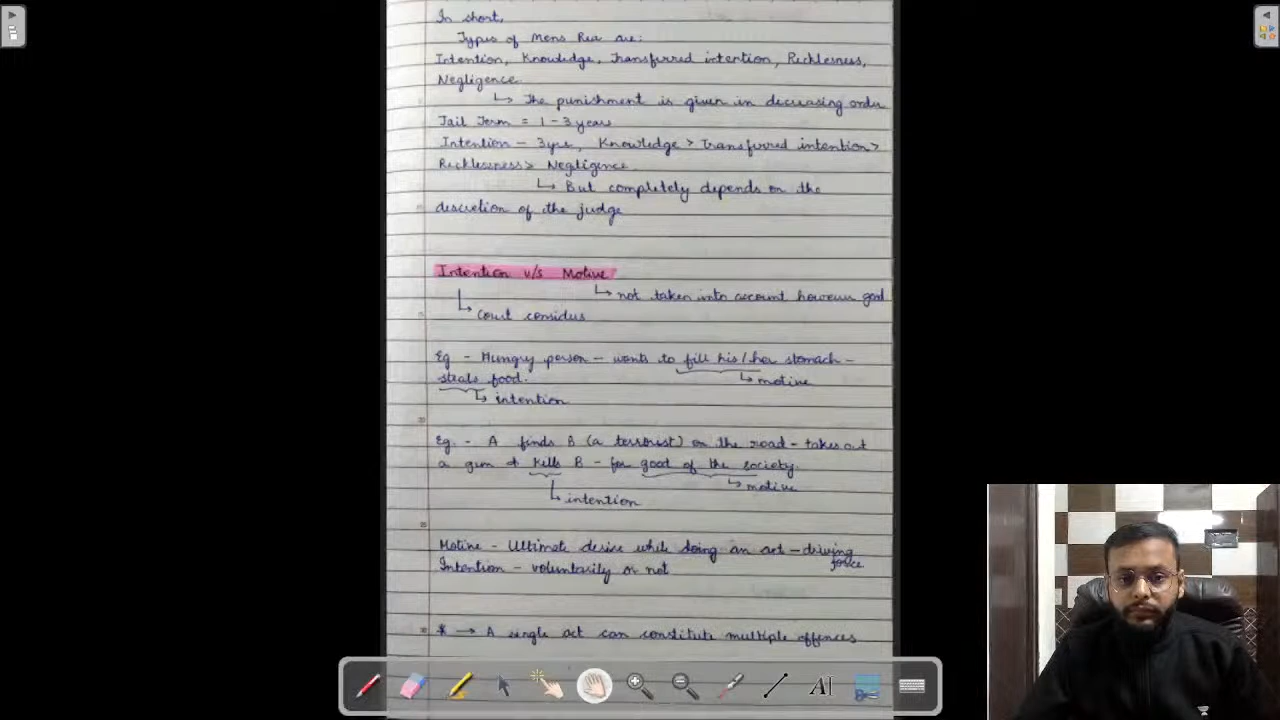 In short,
Types of Mens Rea are:
Intention, Knowledge, Transferred intention, Recklesness,
Negligence
↳ The punishment is given in decreasing order
Jail Term = 1 - 3 years
Intention - 3yrs, Knowledge > Transferred intention >
Recklessness > Negligence
↳ But completely depends on the
descretion of the judge
Intention v/s Motive
↳ not taken into account however good
↳ Court considers
Eg - Hungry person - wants to fill his/her stomach -
↳ motive
steals food.
↳ intention
Eg. - A finds B (a terrorist) on the road - takes out
a gun & kills B - for good of the society.
↳ motive
↳ intention
Motive - Ultimate desire while doing an act - driving
force
Intention - voluntarily or not
* → A single act can constitute multiple offences
AI